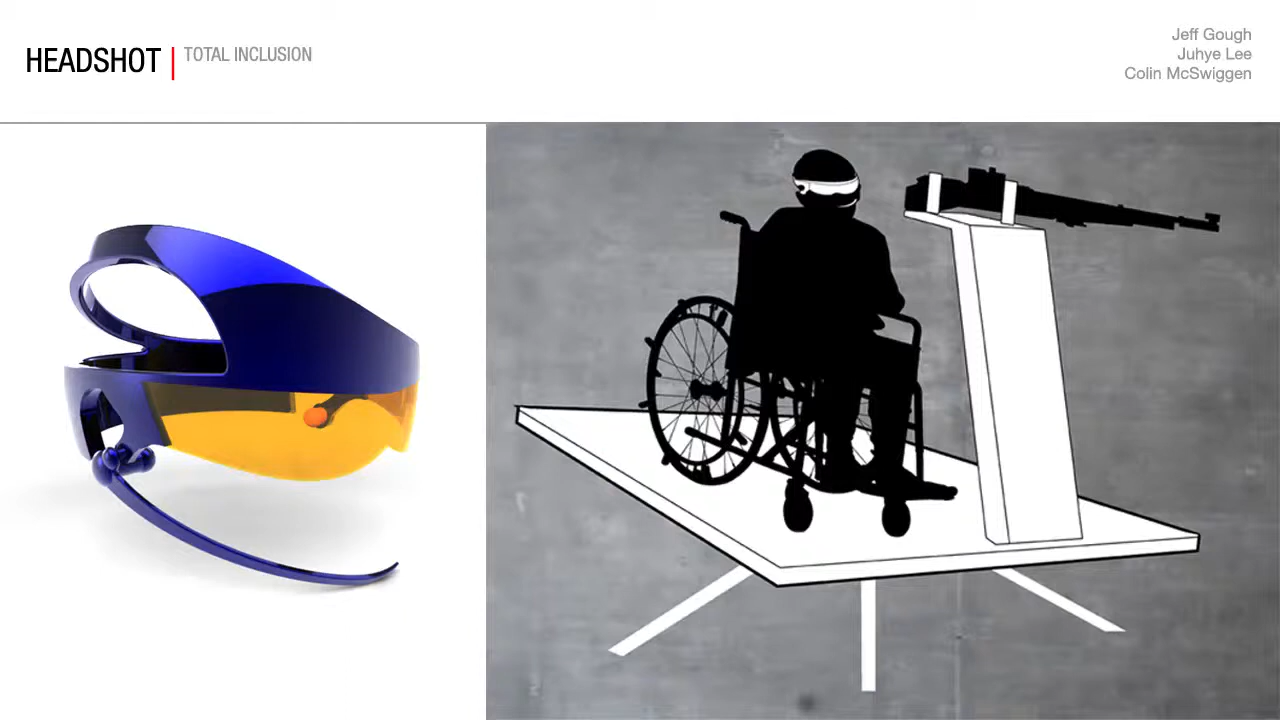 HEADSHOT | TOTAL INCLUSION
Jeff Gough
Juhye Lee
Colin McSwiggen